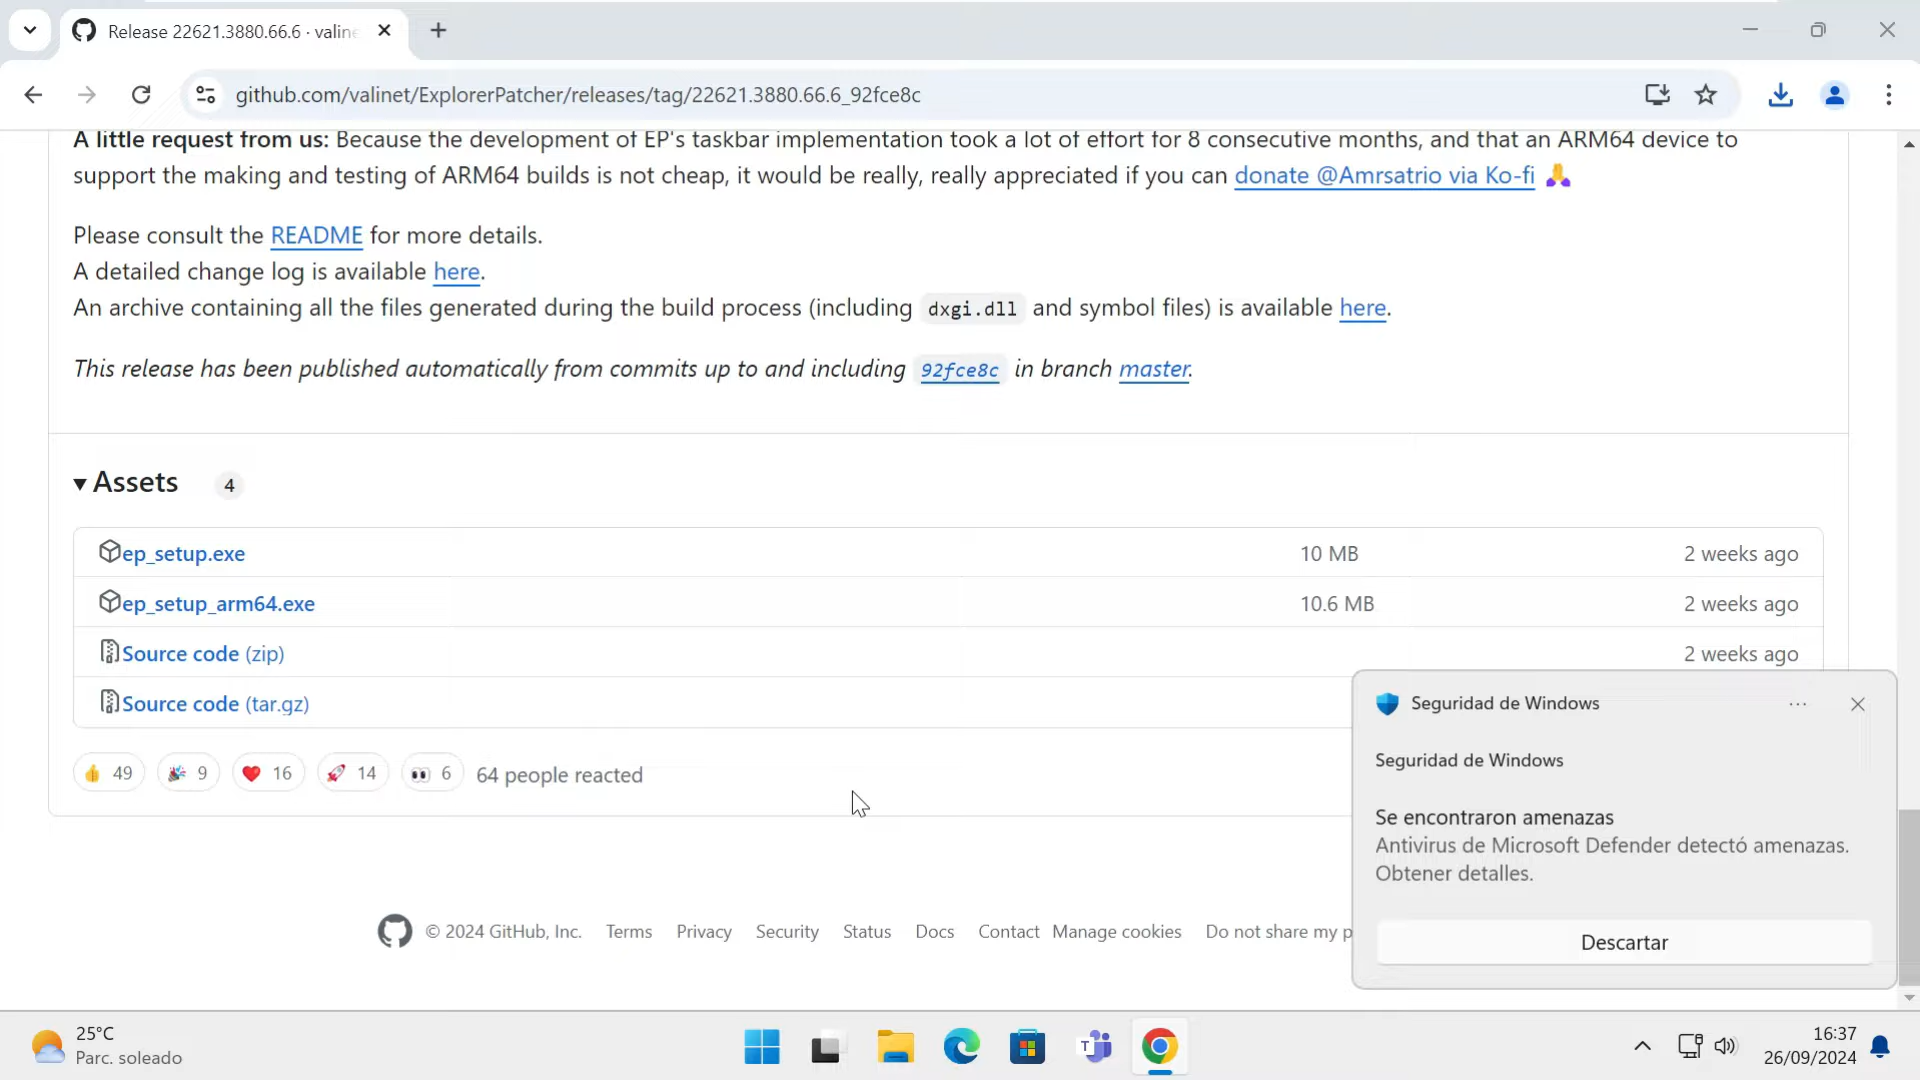 Release 22621.3880.66.6 · valin
github.com/valinet/ExplorerPatcher/releases/tag/22621.3880.66.6_92fce8c
A little request from us: Because the development of EP's taskbar implementation took a lot of effort for 8 consecutive months, and that an ARM64 device to
support the making and testing of ARM64 builds is not cheap, it would be really, really appreciated if you can donate @Amrsatrio via Ko-fi 🙏
Please consult the README for more details.
A detailed change log is available here.
An archive containing all the files generated during the build process (including dxgi.dll and symbol files) is available here.
This release has been published automatically from commits up to and including 92fce8c in branch master.
Assets 4
ep_setup.exe 10 MB 2 weeks ago
ep_setup_arm64.exe 10.6 MB 2 weeks ago
Source code (zip) 2 weeks ago
Source code (tar.gz)
👍 49 🎉 9 ❤️ 16 🚀 14 👀 6 64 people reacted
Seguridad de Windows
Seguridad de Windows
Se encontraron amenazas
Antivirus de Microsoft Defender detectó amenazas.
Obtener detalles.
Descartar
© 2024 GitHub, Inc. Terms Privacy Security Status Docs Contact Manage cookies Do not share my p
25°C
Parc. soleado
16:37
26/09/2024